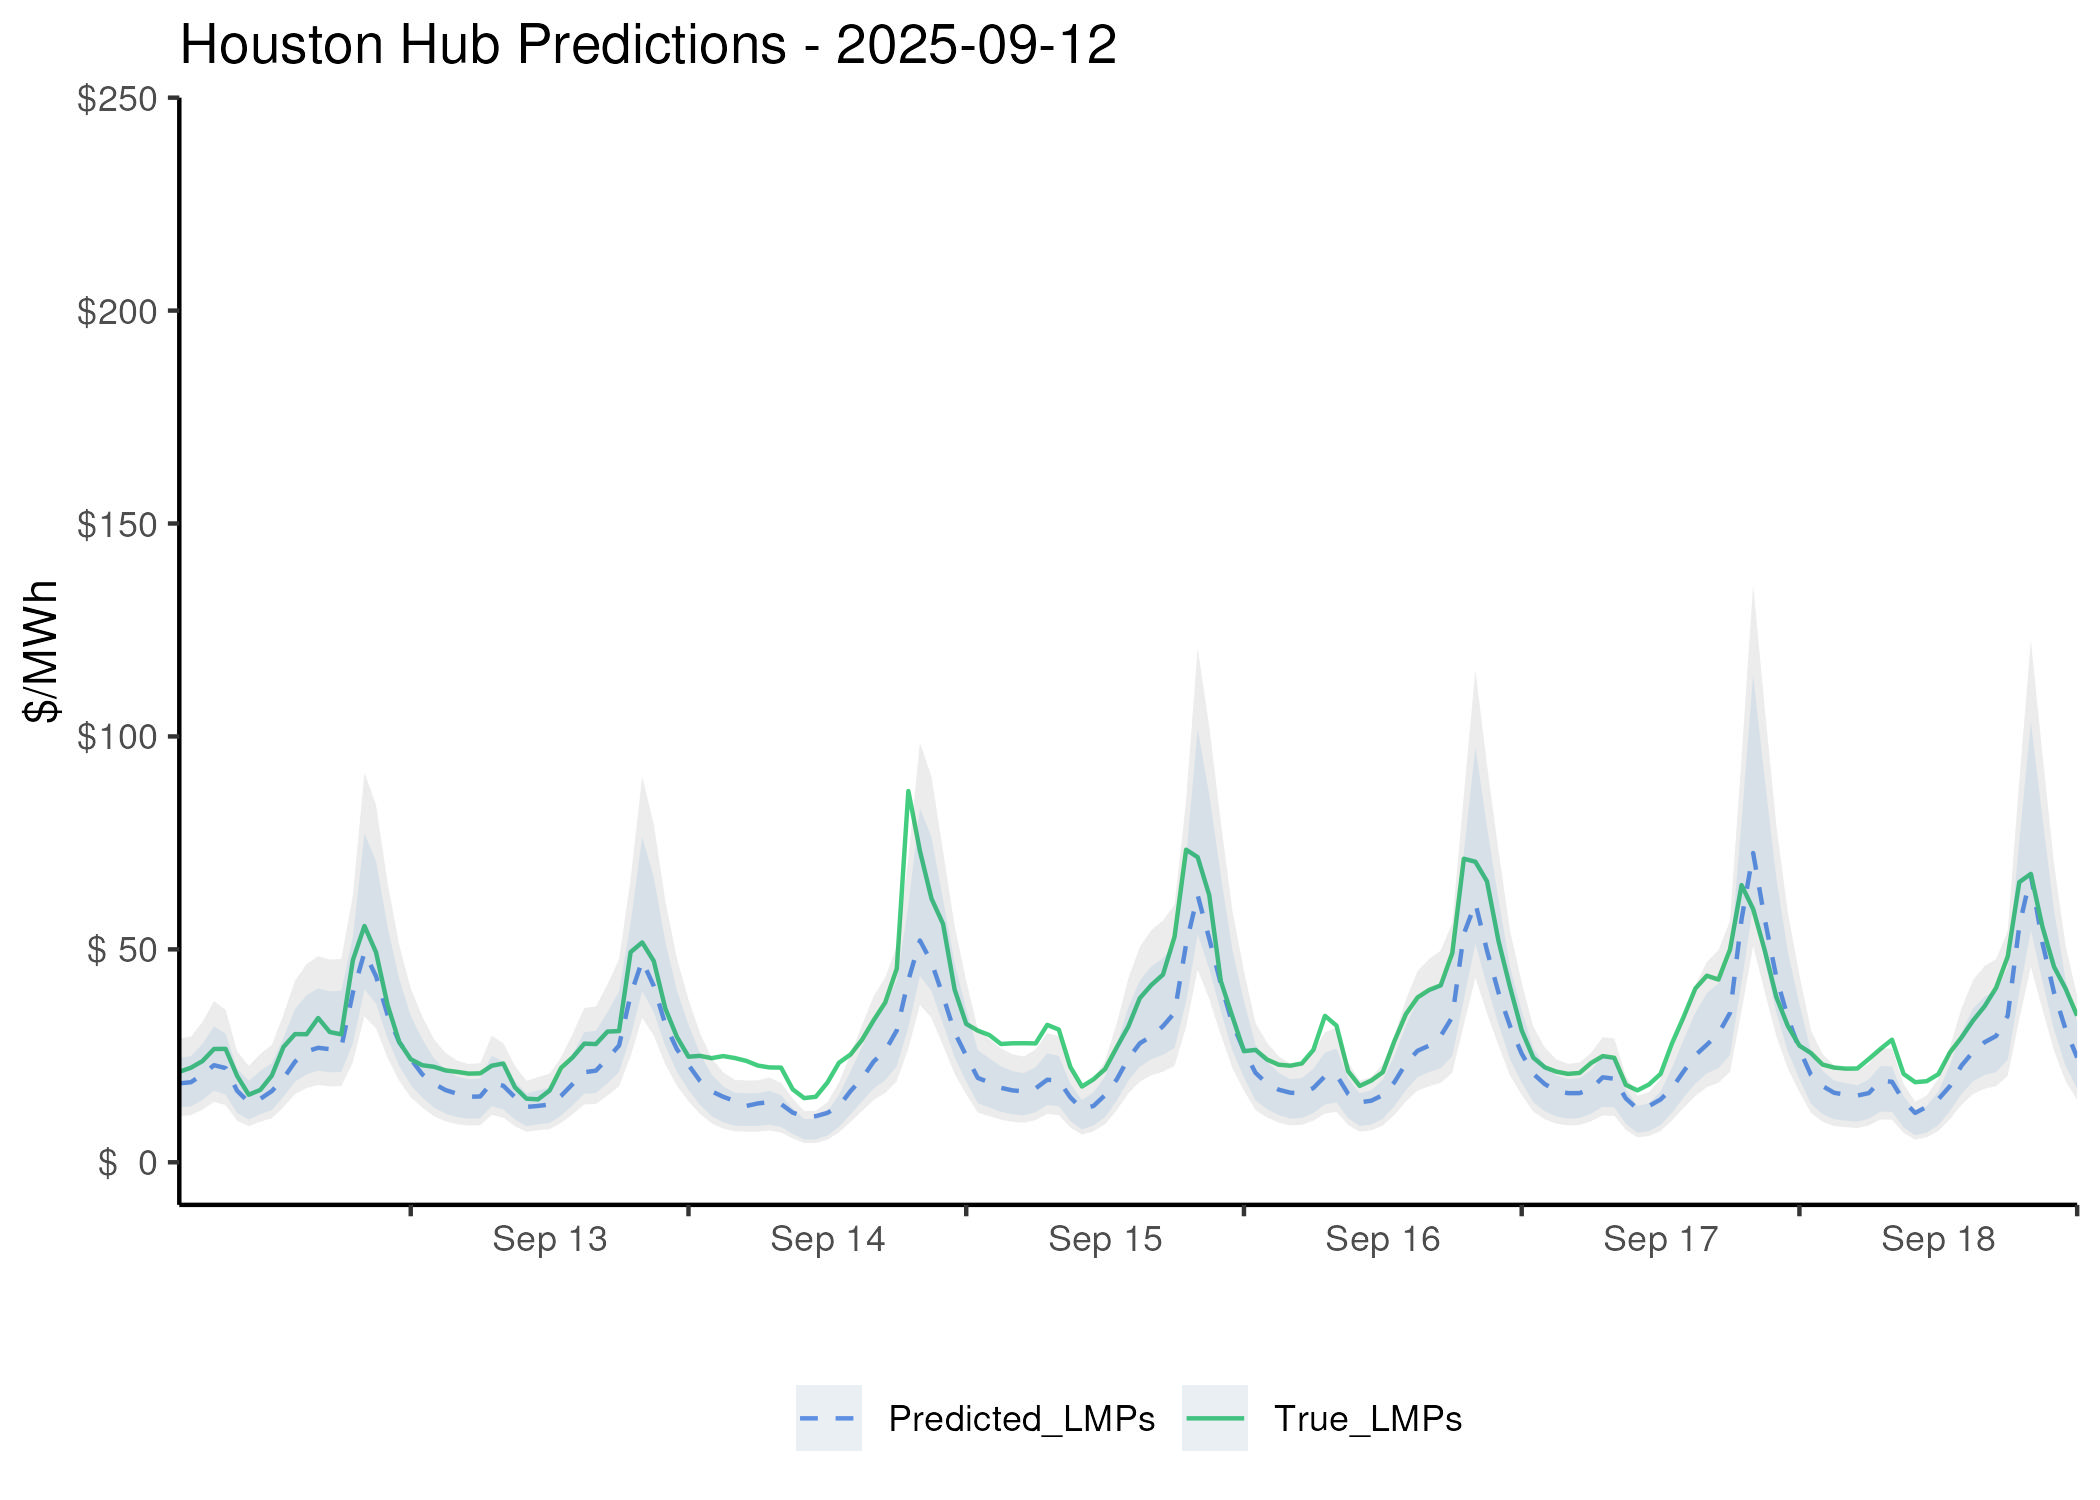 Houston Hub Predictions - 2025-09-12
$250
$200
$150
$100
$ 50
$  0
$/MWh
Sep 13
Sep 14
Sep 15
Sep 16
Sep 17
Sep 18
Predicted_LMPs
True_LMPs